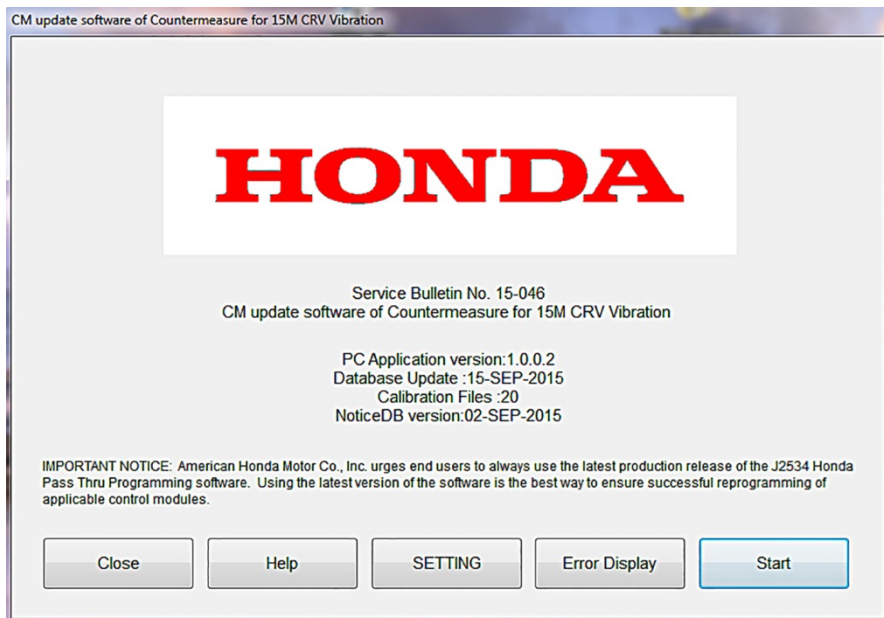 CM update software of Countermeasure for 15M CRV Vibration
HONDA
Service Bulletin No. 15-046
CM update software of Countermeasure for 15M CRV Vibration
PC Application version:1.0.0.2
Database Update :15-SEP-2015
Calibration Files :20
NoticeDB version:02-SEP-2015
IMPORTANT NOTICE: American Honda Motor Co., Inc. urges end users to always use the latest production release of the J2534 Honda
Pass Thru Programming software. Using the latest version of the software is the best way to ensure successful reprogramming of
applicable control modules.
Close Help SETTING Error Display Start